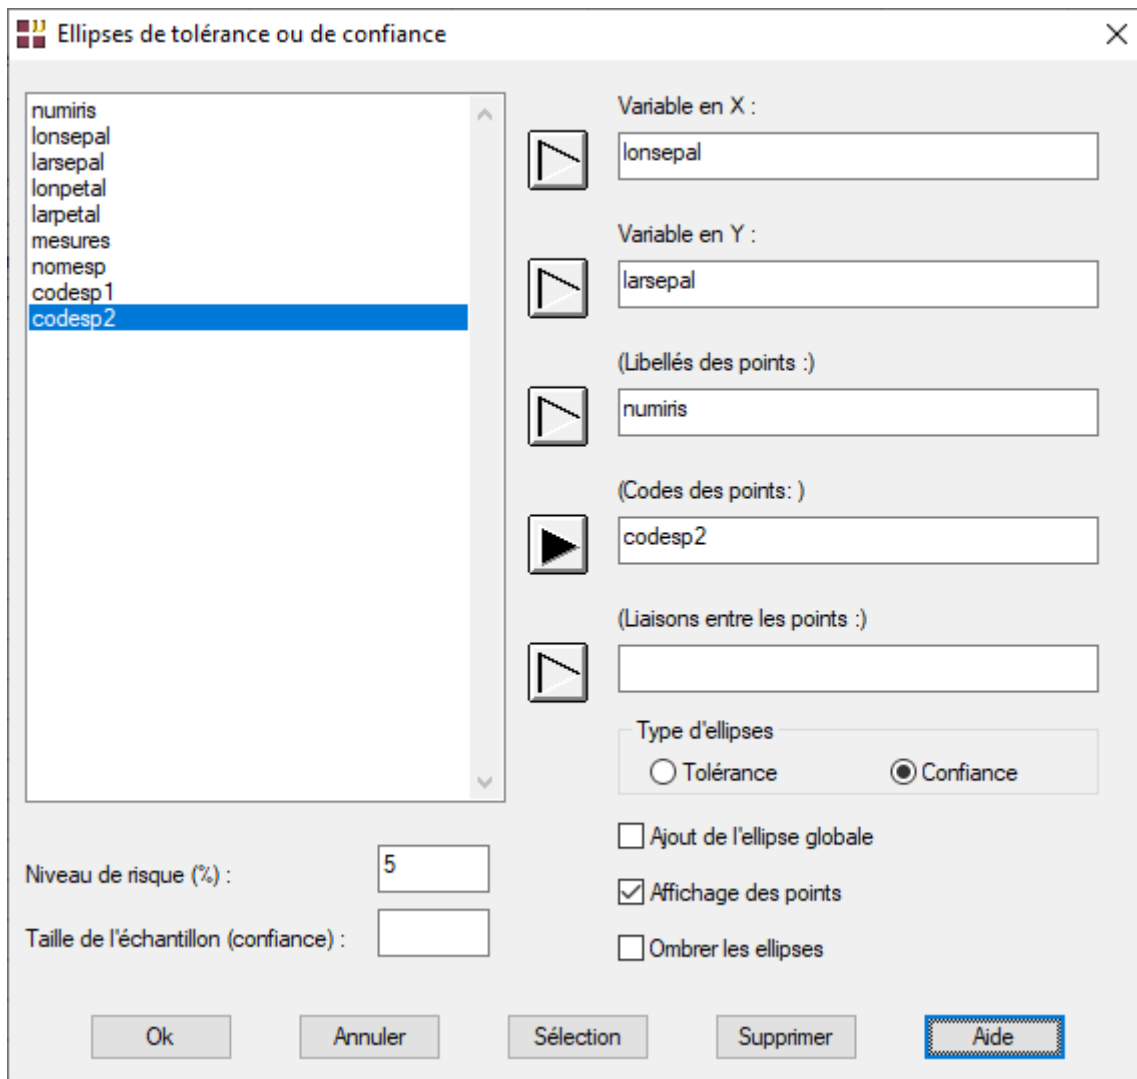 Ellipses de tolérance ou de confiance
numiris
lonsepal
larsepal
lonpetal
larpetal
mesures
nomesp
codesp1
codesp2
Variable en X :
lonsepal
Variable en Y :
larsepal
(Libellés des points :)
numiris
(Codes des points: )
codesp2
(Liaisons entre les points :)
Type d'ellipses
Tolérance Confiance
Ajout de l'ellipse globale
Affichage des points
Ombrer les ellipses
Niveau de risque (%) : 5
Taille de l'échantillon (confiance) :
Ok Annuler Sélection Supprimer Aide